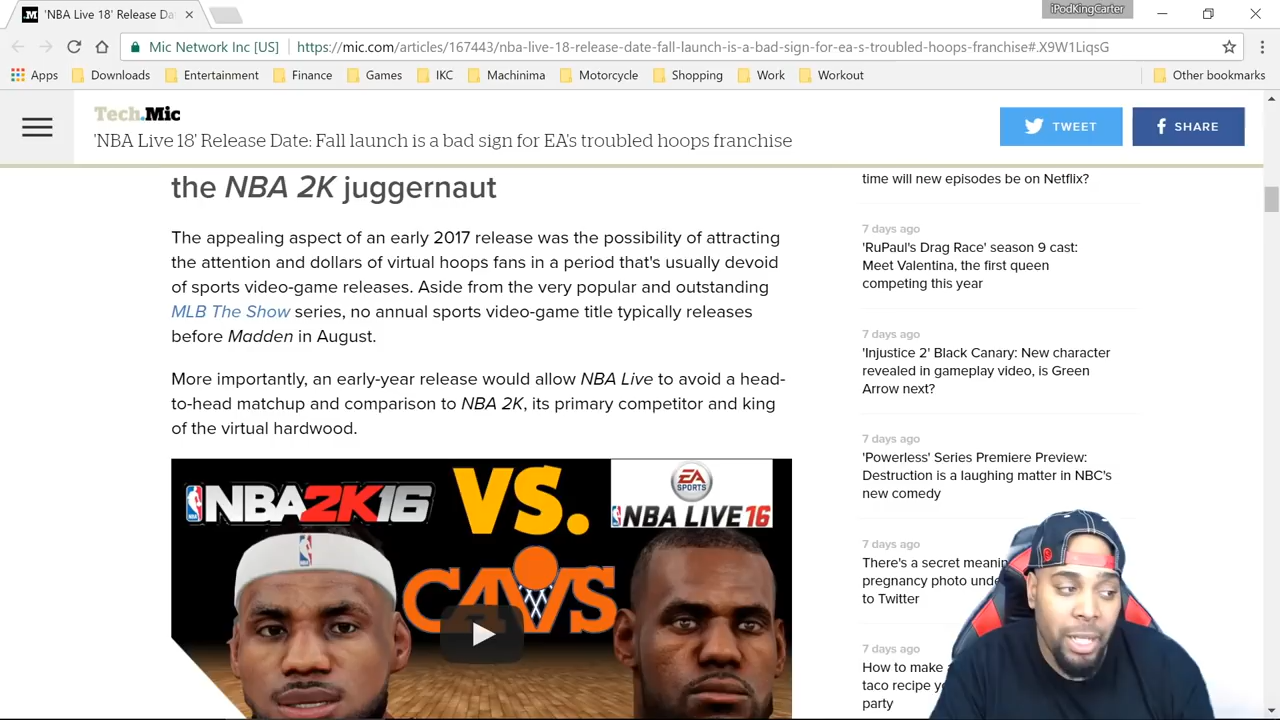 'NBA Live 18' Release Da
iPodKingCarter
Mic Network Inc [US]
https://mic.com/articles/167443/nba-live-18-release-date-fall-launch-is-a-bad-sign-for-ea-s-troubled-hoops-franchise#.X9W1LiqsG
Apps Downloads Entertainment Finance Games IKC Machinima Motorcycle Shopping Work Workout Other bookmarks
Tech.Mic
'NBA Live 18' Release Date: Fall launch is a bad sign for EA's troubled hoops franchise
TWEET
SHARE
the NBA 2K juggernaut
The appealing aspect of an early 2017 release was the possibility of attracting
the attention and dollars of virtual hoops fans in a period that's usually devoid
of sports video-game releases. Aside from the very popular and outstanding
MLB The Show series, no annual sports video-game title typically releases
before Madden in August.
More importantly, an early-year release would allow NBA Live to avoid a head-
to-head matchup and comparison to NBA 2K, its primary competitor and king
of the virtual hardwood.
NBA2K16
VS.
EA
SPORTS
NBA LIVE 16
CAVS
time will new episodes be on Netflix?
7 days ago
'RuPaul's Drag Race' season 9 cast:
Meet Valentina, the first queen
competing this year
7 days ago
'Injustice 2' Black Canary: New character
revealed in gameplay video, is Green
Arrow next?
7 days ago
'Powerless' Series Premiere Preview:
Destruction is a laughing matter in NBC's
new comedy
7 days ago
There's a secret meanin
pregnancy photo unde
to Twitter
7 days ago
How to make
taco recipe yo
party